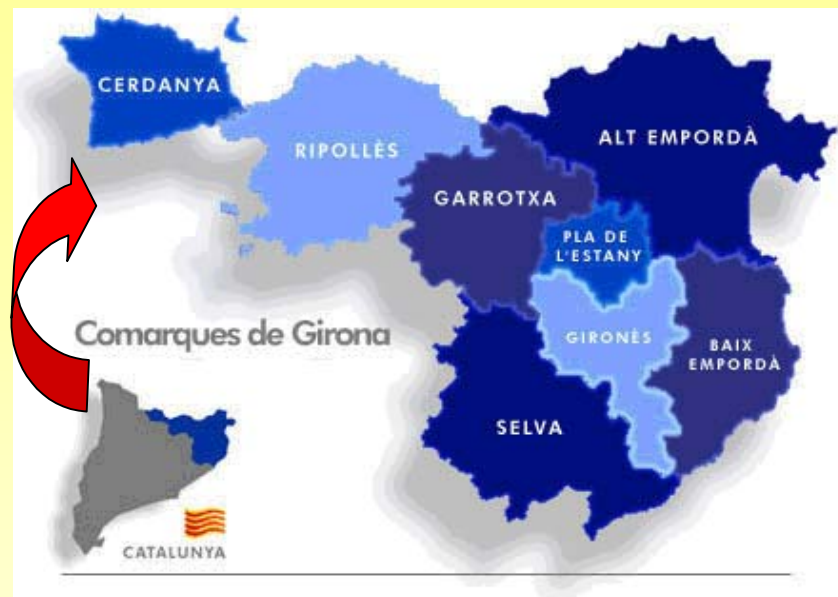 CERDANYA
RIPOLLÈS
ALT EMPORDÀ
GARROTXA
PLA DE
L'ESTANY
GIRONÈS
BAIX
EMPORDÀ
SELVA
Comarques de Girona
CATALUNYA